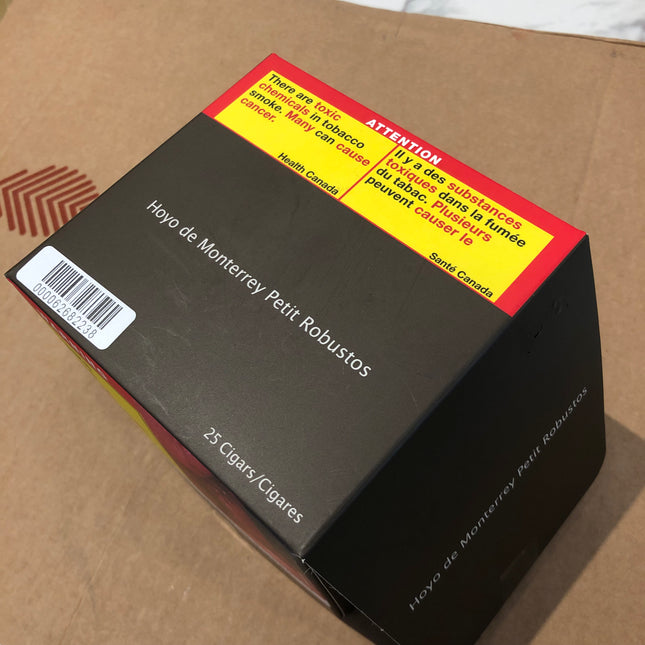 ATTENTION
There are toxic
chemicals in tobacco
smoke. Many can cause
cancer.
Health Canada
Il y a des substances
toxiques dans la fumée
du tabac. Plusieurs
peuvent causer le
Santé Canada
Hoyo de Monterrey Petit Robustos
25 Cigars/Cigares
000062682238
Hoyo de Monterrey Petit Robustos